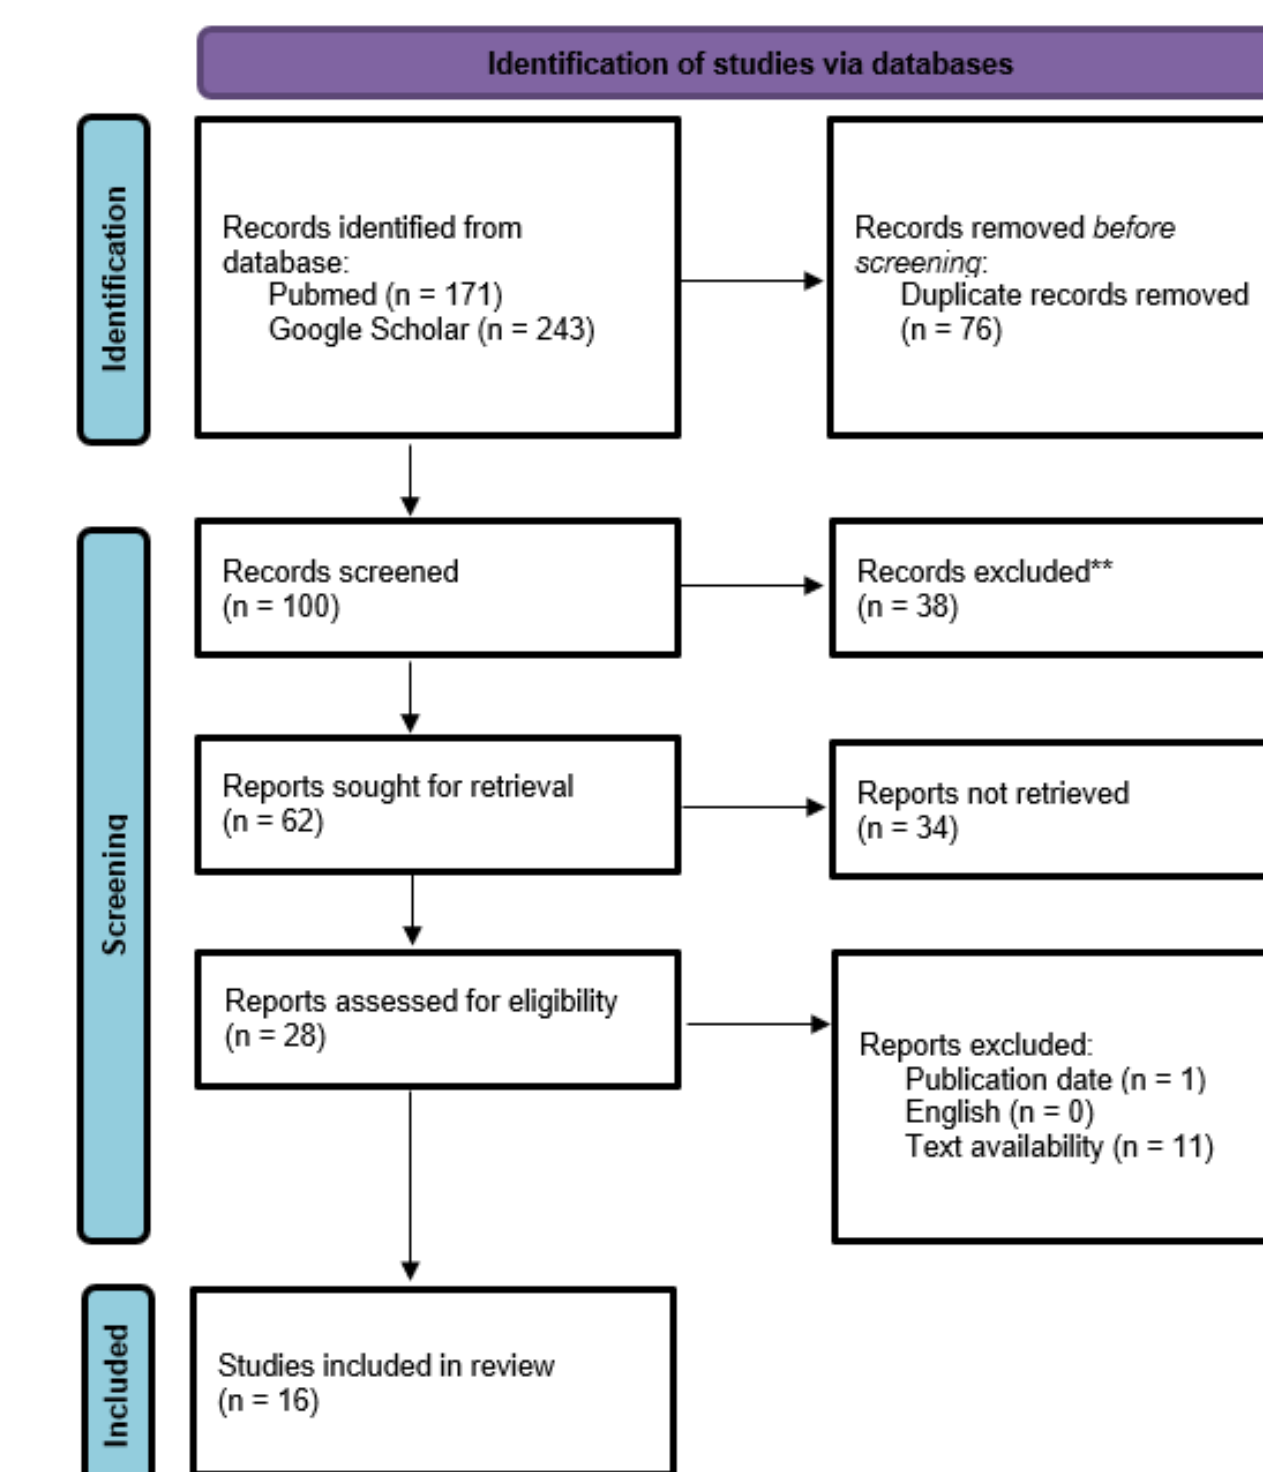 Identification of studies via databases
Identification
Records identified from
database:
Pubmed (n = 171)
Google Scholar (n = 243)
Records removed before
screening:
Duplicate records removed
(n = 76)
Screening
Records screened
(n = 100)
Records excluded**
(n = 38)
Reports sought for retrieval
(n = 62)
Reports not retrieved
(n = 34)
Reports assessed for eligibility
(n = 28)
Reports excluded:
Publication date (n = 1)
English (n = 0)
Text availability (n = 11)
Included
Studies included in review
(n = 16)